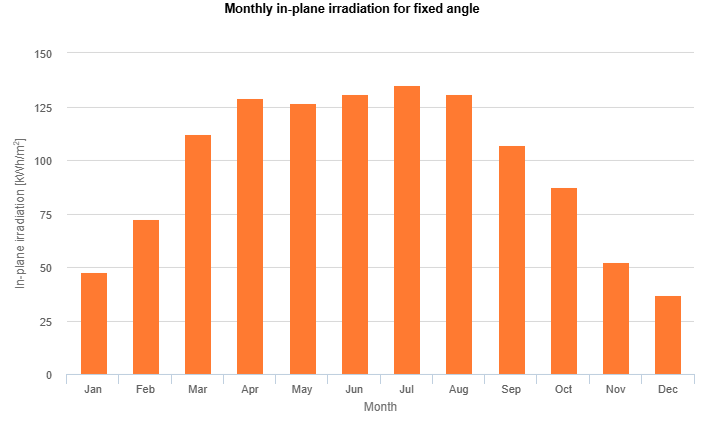 Monthly in-plane irradiation for fixed angle
In-plane irradiation [kWh/m²]
150
125
100
75
50
25
0
Jan Feb Mar Apr May Jun Jul Aug Sep Oct Nov Dec
Month